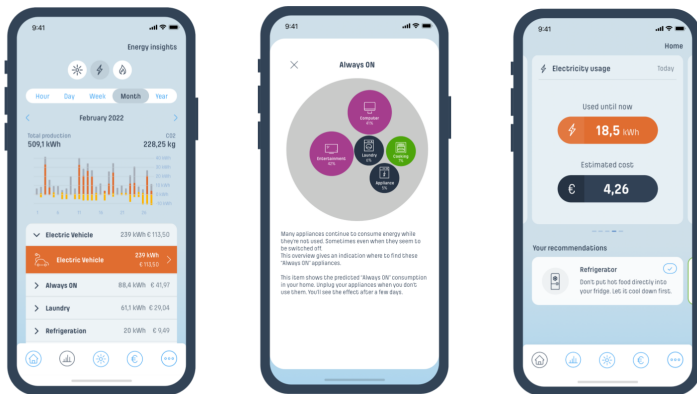 9:41
Energy insights
Hour Day Week Month Year
February 2022
Total production CO2
509,1 kWh 228,25 kg
Electric Vehicle 239 kWh € 113,50
Electric Vehicle 239 kWh
€ 113,50
Always ON 88,4 kWh € 41,97
Laundry 61,1 kWh € 29,04
Refrigeration 20 kWh € 9,49
9:41
Always ON
Computer
Entertainment
Laundry
Cooking
Appliance
Many appliances continue to consume energy while
they're not used. Sometimes even when they seem to
be switched off.
This overview gives an indication where to find these
"Always ON" appliances.
This item shows the predicted "Always ON" consumption
in your home. Unplug your appliances when you don't
use them. You'll see the effect after a few days.
9:41
Home
Electricity usage Today
Used until now
18,5 kWh
Estimated cost
€ 4,26
Your recommendations
Refrigerator
Don't put hot food directly into
your fridge. Let it cool down first.